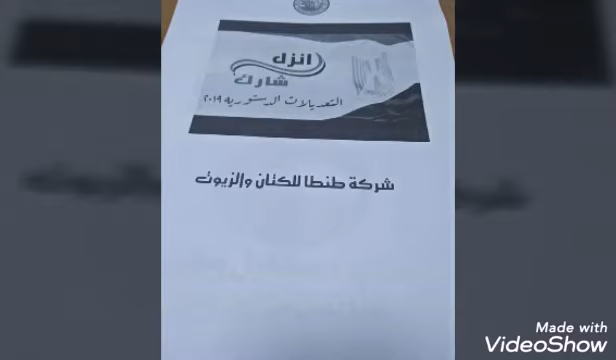 انزل
شارك
التعديلات الدستورية ٢٠١٩
شركة طنطا للكتان والزيوت
Made with
VideoShow